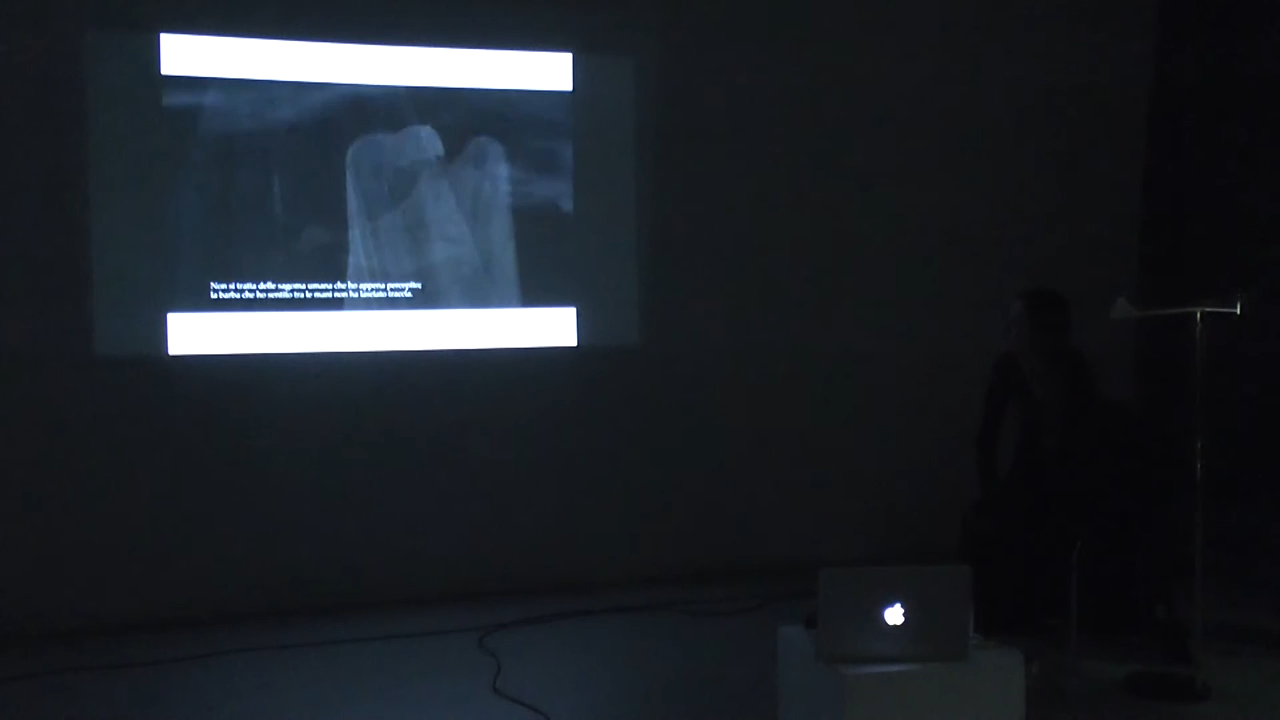 Non si tratta delle sagoma umana che ho appena percepito;
la barba che ho sentito tra le mani non ha lasciato traccia.